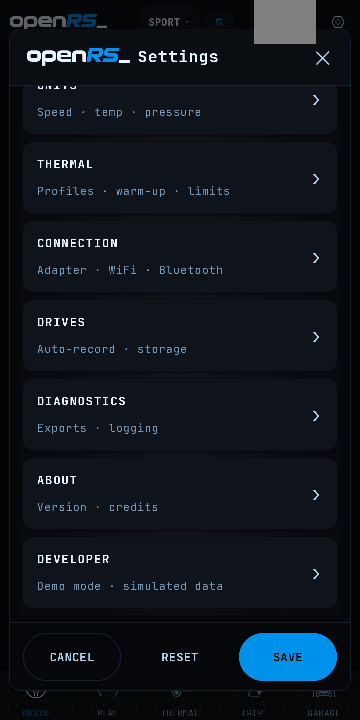 openRS_
SPORT
openRS_ Settings
UNITS
Speed · temp · pressure
THERMAL
Profiles · warm-up · limits
CONNECTION
Adapter · WiFi · Bluetooth
DRIVES
Auto-record · storage
DIAGNOSTICS
Exports · logging
ABOUT
Version · credits
DEVELOPER
Demo mode · simulated data
CANCEL RESET SAVE
DRIVE THERMAL TRIP GARAGE